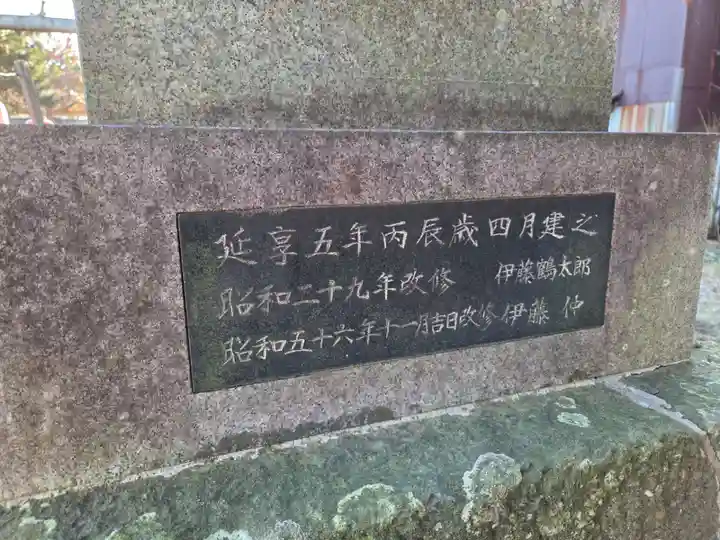 延享五年丙辰歳四月建之
昭和二十九年改修 伊藤鶴太郎
昭和五十六年十一月吉日改修 伊藤 仲